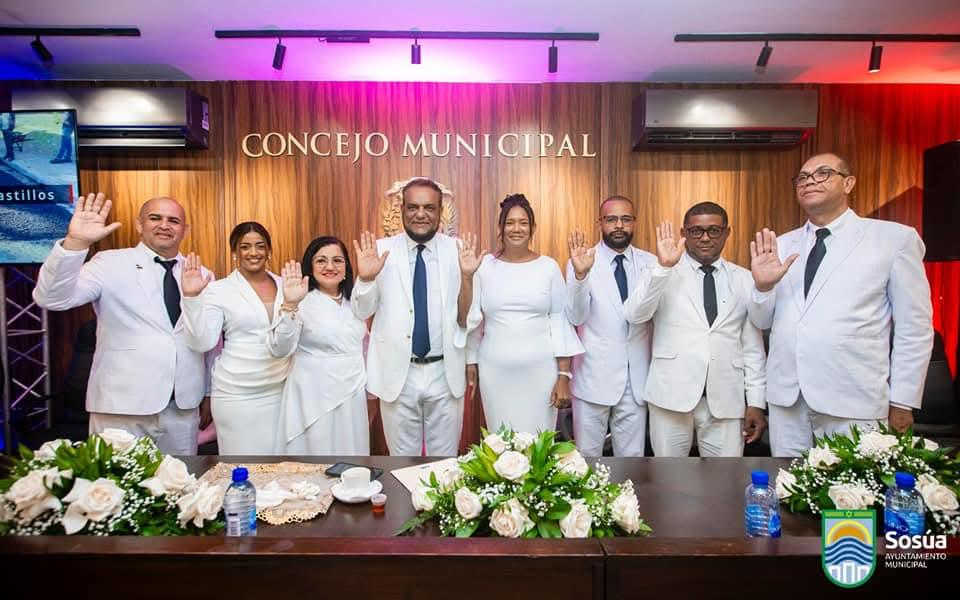 CONCEJO MUNICIPAL
astillos
Sosúa
AYUNTAMIENTO
MUNICIPAL